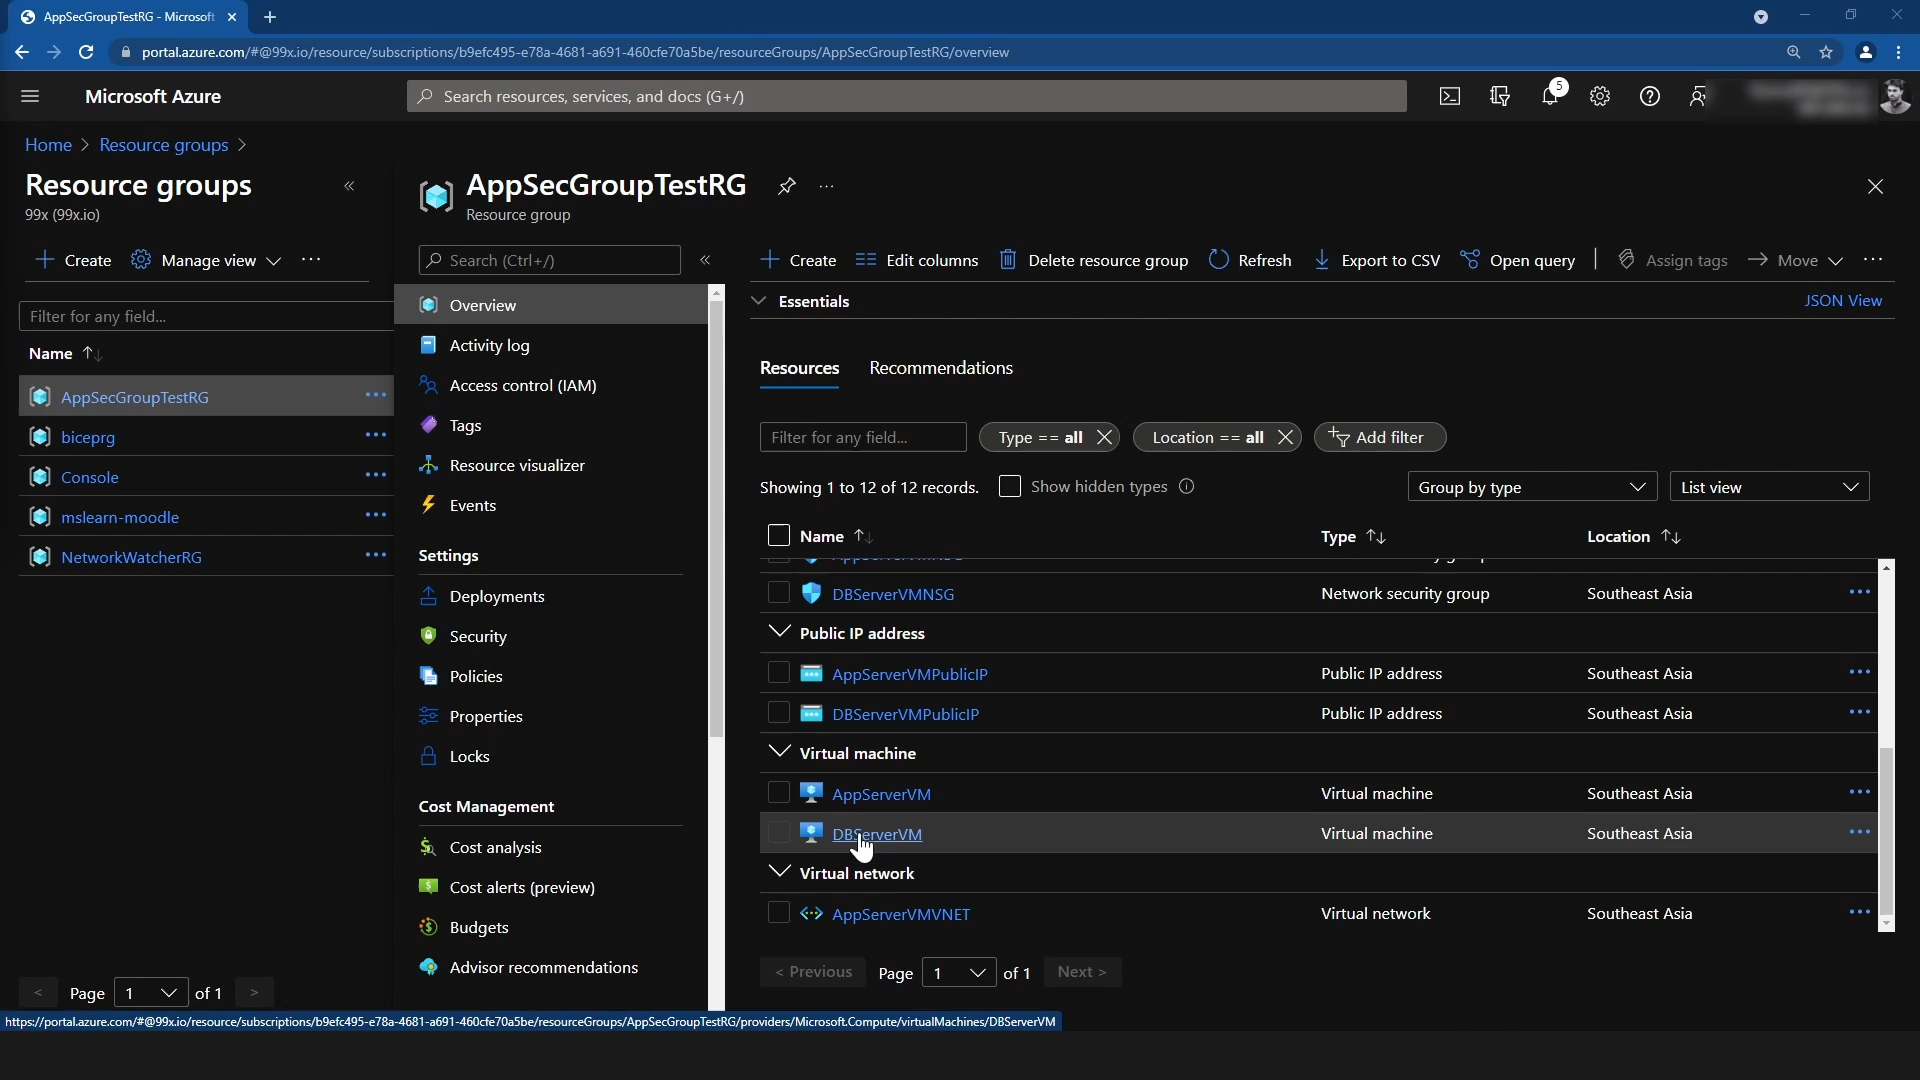 AppSecGroupTestRG - Microsoft
portal.azure.com/#@99x.io/resource/subscriptions/b9efc495-e78a-4681-a691-460cfe70a5be/resourceGroups/AppSecGroupTestRG/overview
Microsoft Azure
Search resources, services, and docs (G+/)
5
Home > Resource groups >
Resource groups
99x (99x.io)
Create
Manage view
Filter for any field...
Name
AppSecGroupTestRG
biceprg
Console
mslearn-moodle
NetworkWatcherRG
< Page 1 of 1 >
AppSecGroupTestRG
Resource group
Search (Ctrl+/)
Overview
Activity log
Access control (IAM)
Tags
Resource visualizer
Events
Settings
Deployments
Security
Policies
Properties
Locks
Cost Management
Cost analysis
Cost alerts (preview)
Budgets
Advisor recommendations
Create Edit columns Delete resource group Refresh Export to CSV Open query Assign tags Move
Essentials
JSON View
Resources Recommendations
Filter for any field... Type == all Location == all Add filter
Showing 1 to 12 of 12 records. Show hidden types Group by type List view
Name Type Location
DBServerVMNSG Network security group Southeast Asia
Public IP address
AppServerVMPublicIP Public IP address Southeast Asia
DBServerVMPublicIP Public IP address Southeast Asia
Virtual machine
AppServerVM Virtual machine Southeast Asia
DBServerVM Virtual machine Southeast Asia
Virtual network
AppServerVMVNET Virtual network Southeast Asia
< Previous Page 1 of 1 Next >
https://portal.azure.com/#@99x.io/resource/subscriptions/b9efc495-e78a-4681-a691-460cfe70a5be/resourceGroups/AppSecGroupTestRG/providers/Microsoft.Compute/virtualMachines/DBServerVM